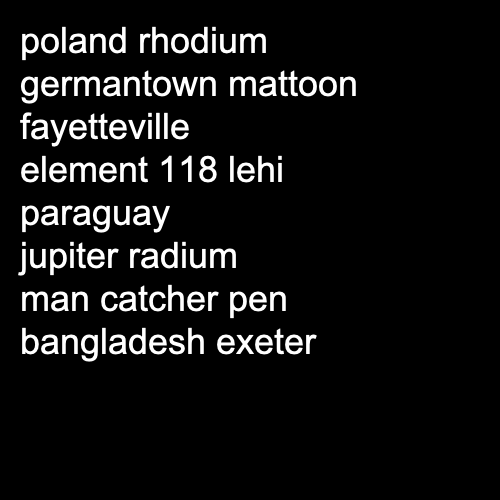 poland rhodium
germantown mattoon
fayetteville
element 118 lehi
paraguay
jupiter radium
man catcher pen
bangladesh exeter